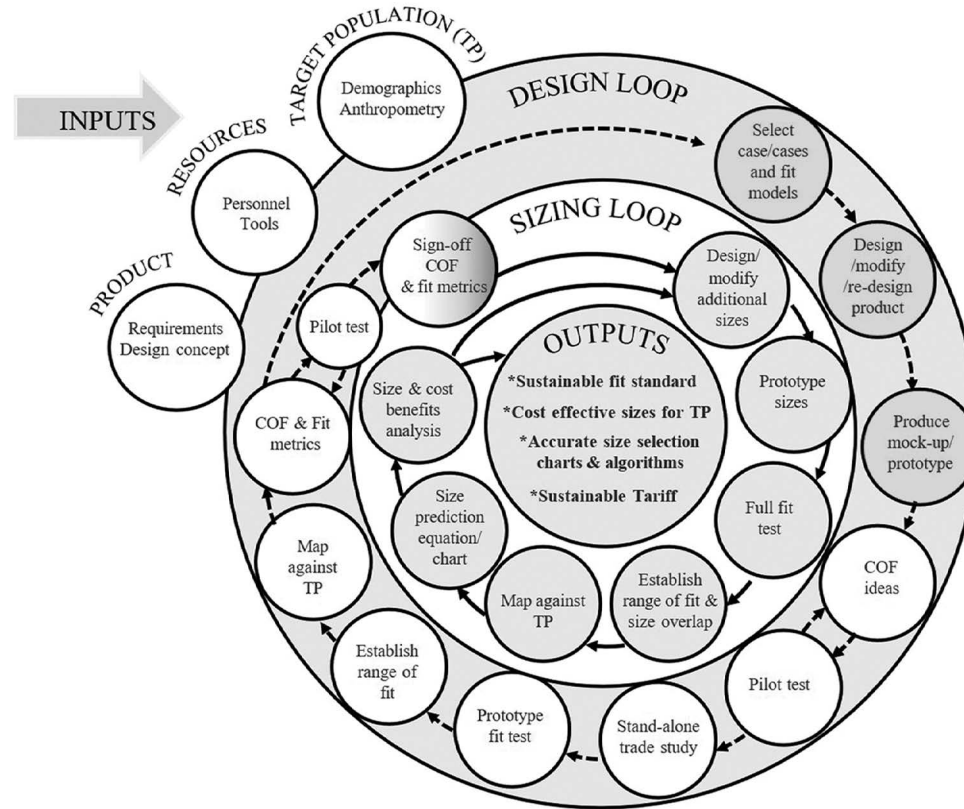 INPUTS
TARGET POPULATION (TP)
Demographics
Anthropometry
RESOURCES
Personnel
Tools
PRODUCT
Requirements
Design concept
DESIGN LOOP
Select
case/cases
and fit
models
Design
/modify
/re-design
product
Produce
mock-up/
prototype
COF
ideas
Pilot test
Stand-alone
trade study
Prototype
fit test
Establish
range of
fit
Map
against
TP
COF & Fit
metrics
Pilot test
Sign-off
COF
& fit metrics
SIZING LOOP
Design/
modify
additional
sizes
Prototype
sizes
Full fit
test
Establish
range of fit &
size overlap
Map against
TP
Size
prediction
equation/
chart
Size & cost
benefits
analysis
OUTPUTS
*Sustainable fit standard
*Cost effective sizes for TP
*Accurate size selection
charts & algorithms
*Sustainable Tariff